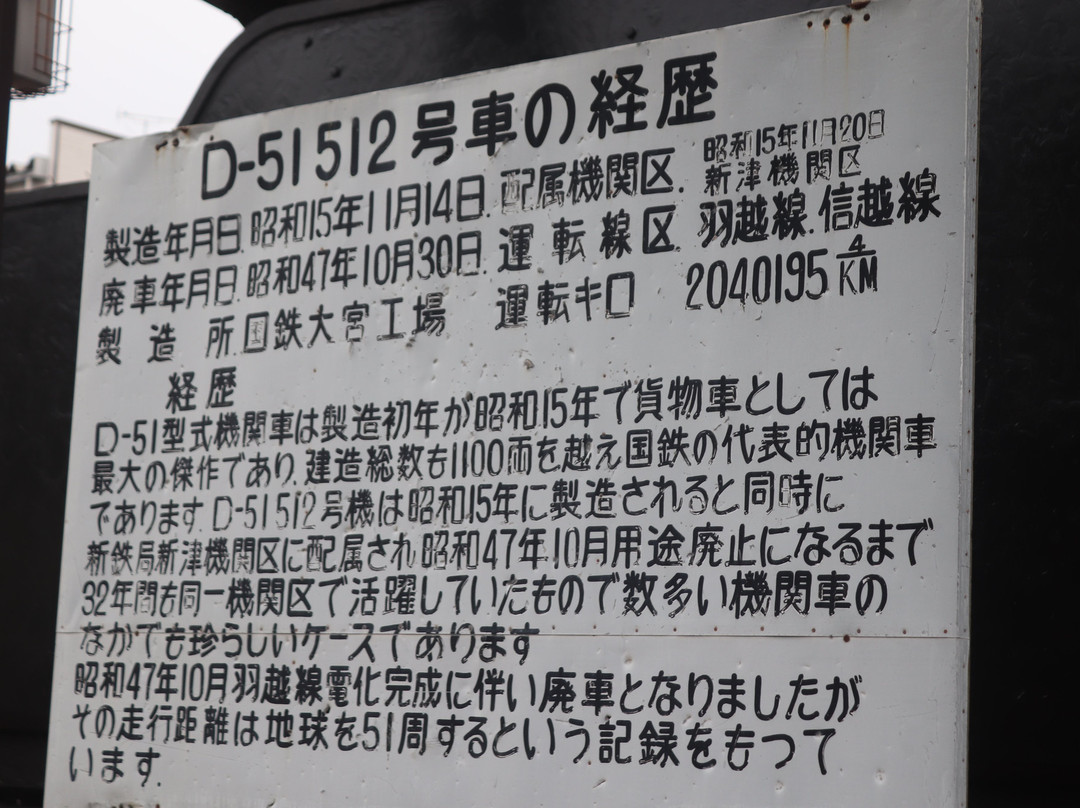 D-51512号車の経歴
製造年月日 昭和15年11月14日. 配属機関区. 昭和15年11月20日 新津機関区
廃車年月日. 昭和47年10月30日. 運転線区. 羽越線. 信越線
製造所. 国鉄大宮工場 運転キロ 2040195.4KM
経歴
D-51型式機関車は製造初年が昭和15年で貨物車としては
最大の傑作であり. 建造総数も1100両を越え国鉄の代表的機関車
であります. D-51512号機は昭和15年に製造されると同時に
新鉄局新津機関区に配属され昭和47年10月用途廃止になるまで
32年間も同一機関区で活躍していたもので数多い機関車の
なかでも珍らしいケースであります
昭和47年10月羽越線電化完成に伴い廃車となりましたが
その走行距離は地球を51周するという記録をもって
います.